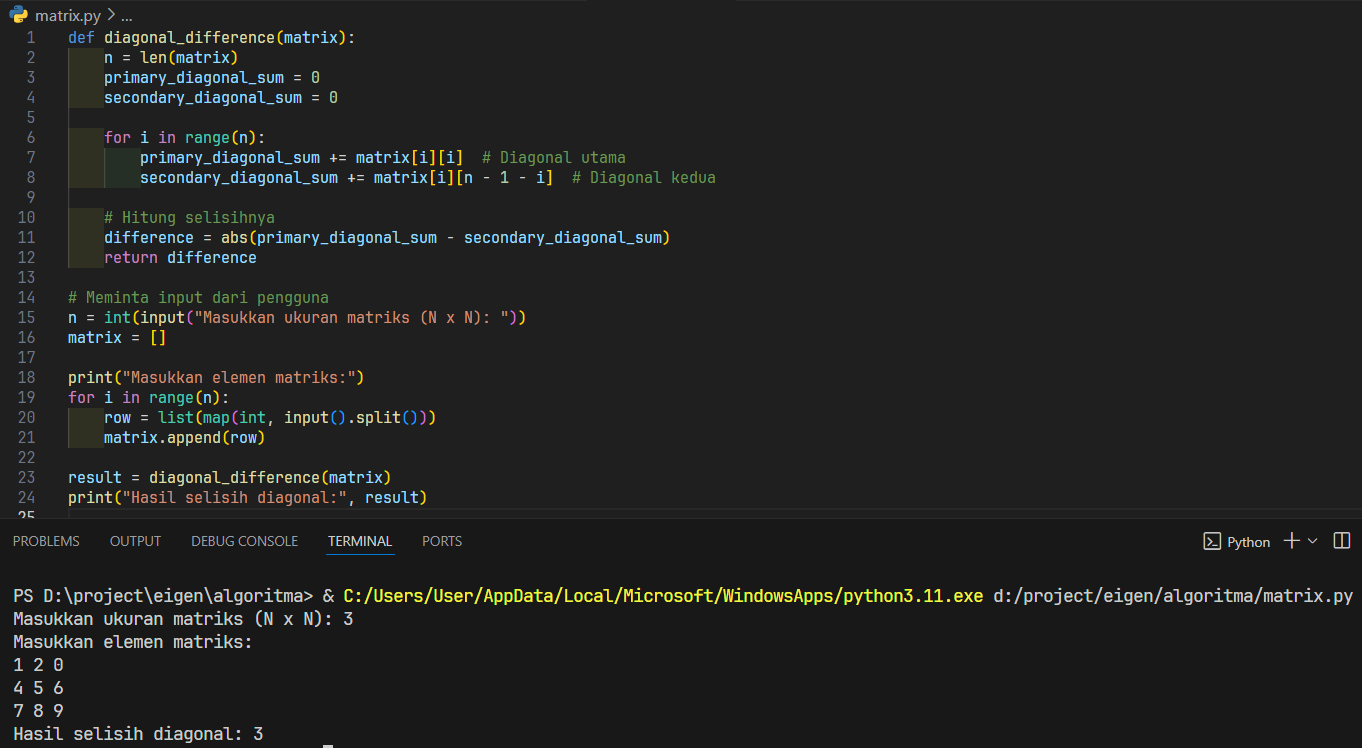 matrix.py > ...
1 def diagonal_difference(matrix):
2     n = len(matrix)
3     primary_diagonal_sum = 0
4     secondary_diagonal_sum = 0
5
6     for i in range(n):
7         primary_diagonal_sum += matrix[i][i]  # Diagonal utama
8         secondary_diagonal_sum += matrix[i][n - 1 - i]  # Diagonal kedua
9
10     # Hitung selisihnya
11     difference = abs(primary_diagonal_sum - secondary_diagonal_sum)
12     return difference
13
14 # Meminta input dari pengguna
15 n = int(input("Masukkan ukuran matriks (N x N): "))
16 matrix = []
17
18 print("Masukkan elemen matriks:")
19 for i in range(n):
20     row = list(map(int, input().split()))
21     matrix.append(row)
22
23 result = diagonal_difference(matrix)
24 print("Hasil selisih diagonal:", result)
25
PROBLEMS OUTPUT DEBUG CONSOLE TERMINAL PORTS Python
PS D:\project\eigen\algoritma> & C:/Users/User/AppData/Local/Microsoft/WindowsApps/python3.11.exe d:/project/eigen/algoritma/matrix.py
Masukkan ukuran matriks (N x N): 3
Masukkan elemen matriks:
1 2 0
4 5 6
7 8 9
Hasil selisih diagonal: 3